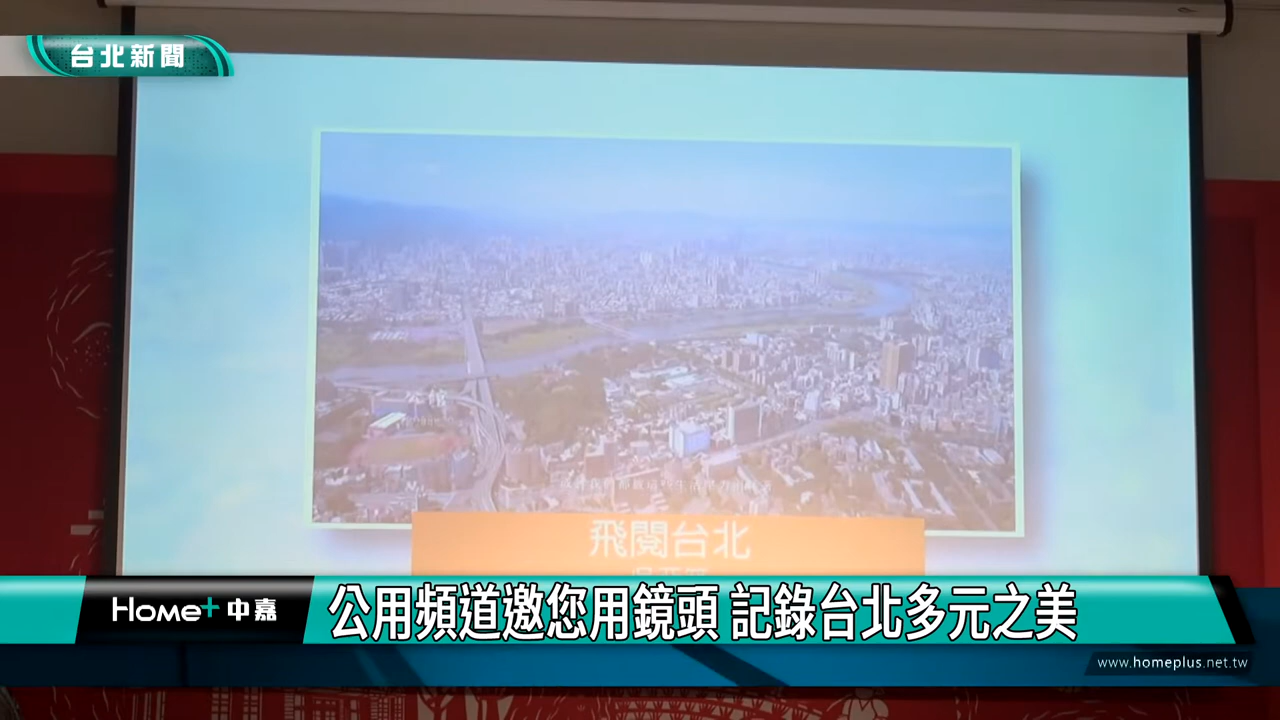 台北新聞
飛閱台北
Home+中嘉
公用頻道邀您用鏡頭 記錄台北多元之美
www.homeplus.net.tw